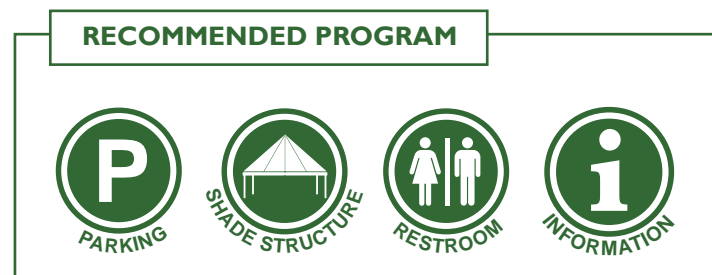 RECOMMENDED PROGRAM
P
PARKING
SHADE STRUCTURE
RESTROOM
i
INFORMATION